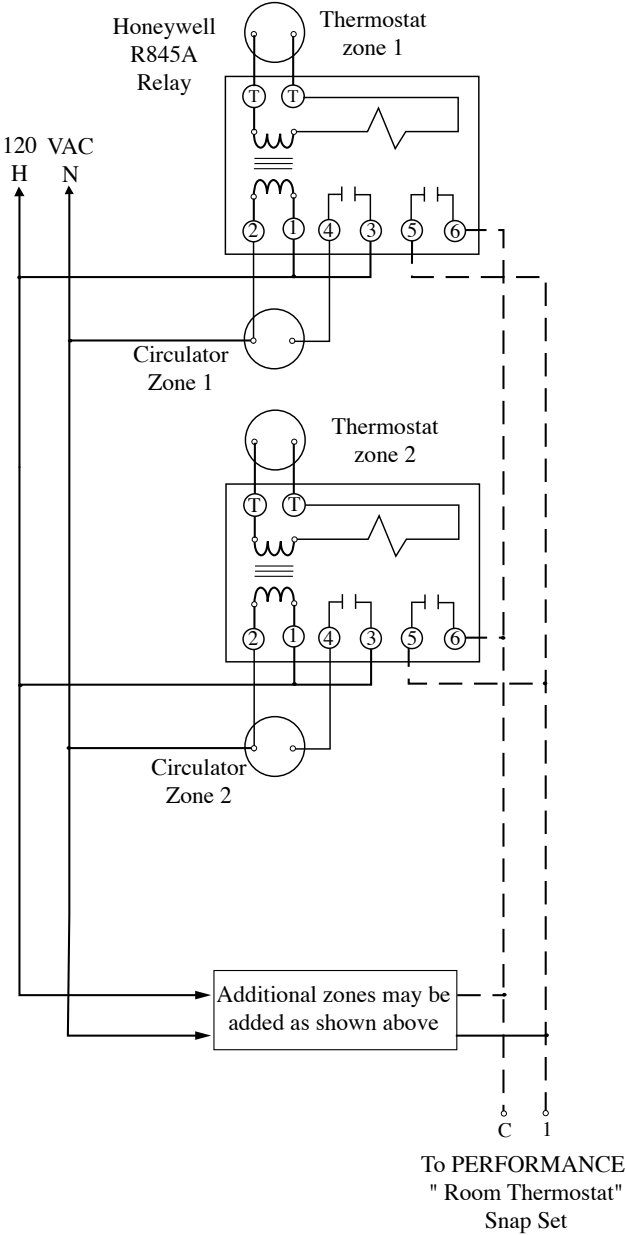 Honeywell
R845A
Relay
Thermostat
zone 1
T T
120 VAC
H N
2 1 4 3 5 6
Circulator
Zone 1
Thermostat
zone 2
T T
2 1 4 3 5 6
Circulator
Zone 2
Additional zones may be
added as shown above
C 1
To PERFORMANCE
" Room Thermostat"
Snap Set